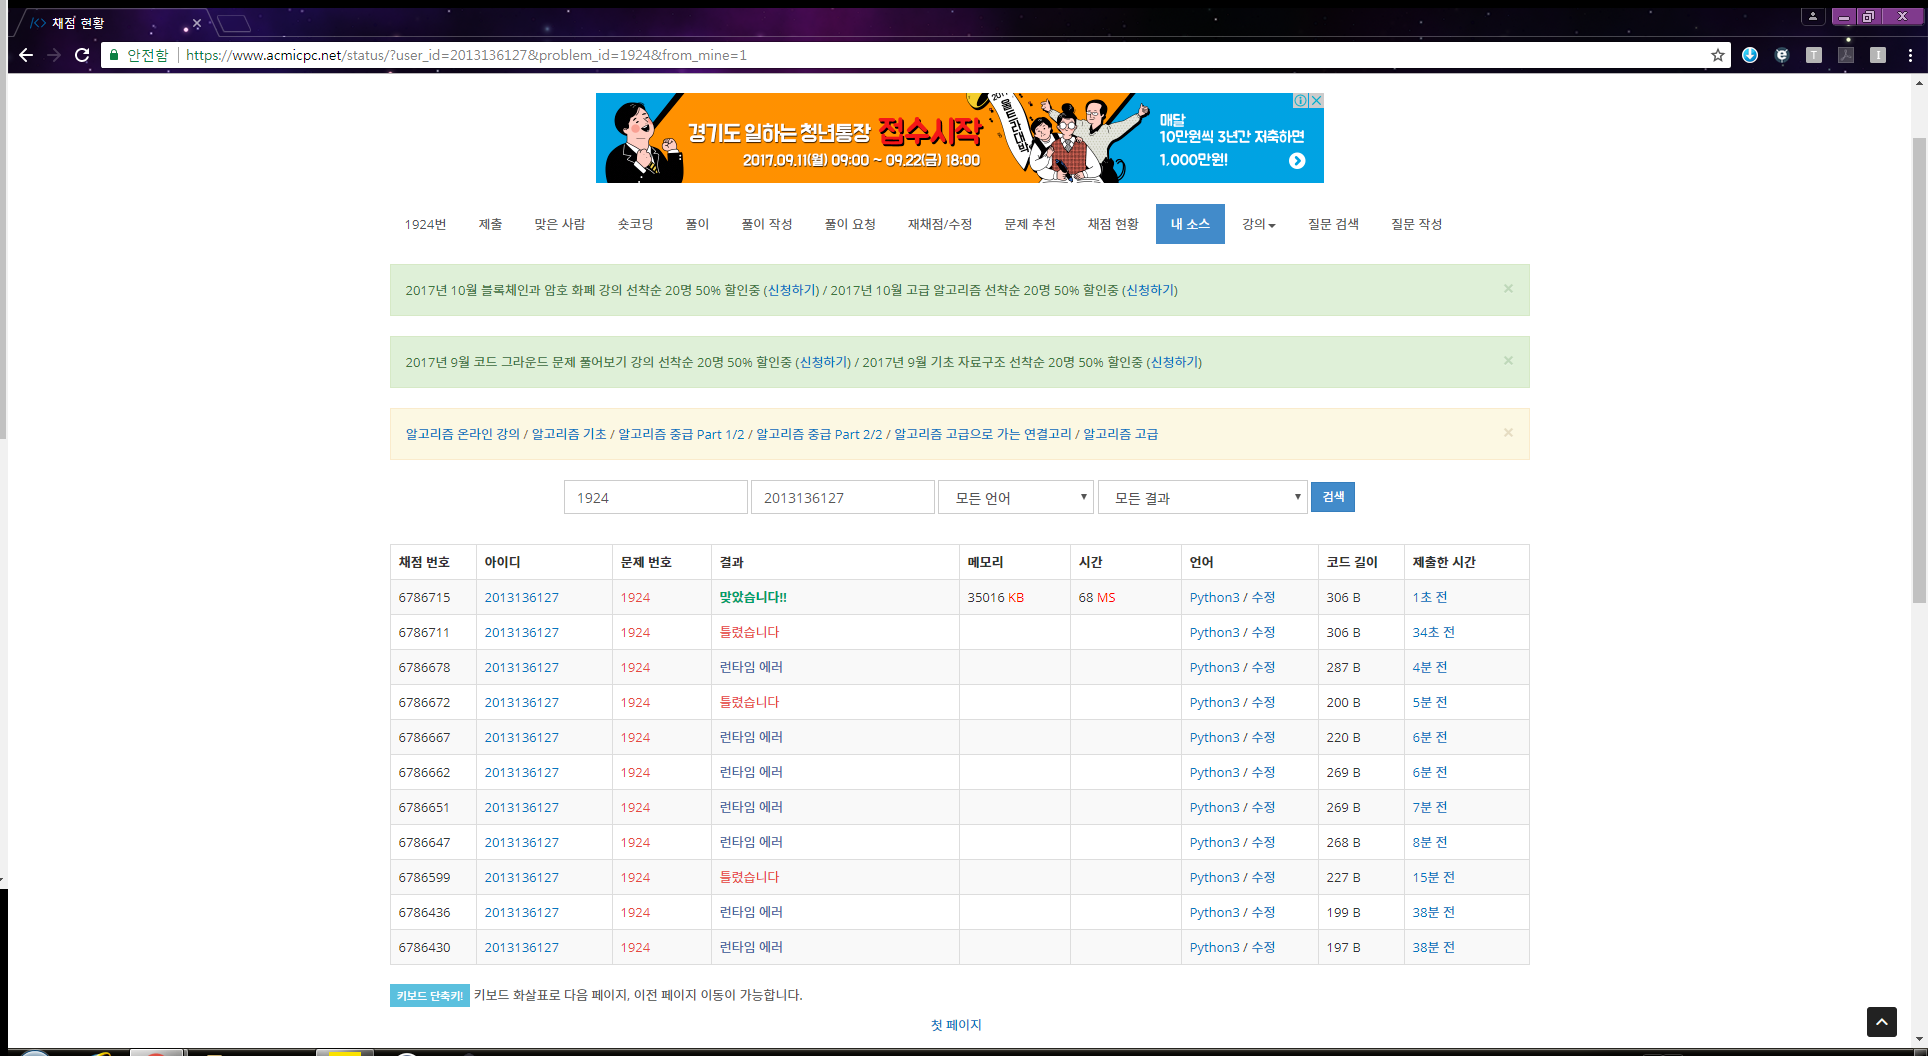 채점 현황
안전함 https://www.acmicpc.net/status/?user_id=2013136127&problem_id=1924&from_mine=1
경기도 일하는 청년통장 접수시작
2017.09.11(월) 09:00 ~ 09.22(금) 18:00
매달
10만원씩 3년간 저축하면
1,000만원!
1924번 제출 맞은 사람 숏코딩 풀이 풀이 작성 풀이 요청 재채점/수정 문제 추천 채점 현황 내 소스 강의 질문 검색 질문 작성
2017년 10월 블록체인과 암호 화폐 강의 선착순 20명 50% 할인중 (신청하기) / 2017년 10월 고급 알고리즘 선착순 20명 50% 할인중 (신청하기) ×
2017년 9월 코드 그라운드 문제 풀어보기 강의 선착순 20명 50% 할인중 (신청하기) / 2017년 9월 기초 자료구조 선착순 20명 50% 할인중 (신청하기) ×
알고리즘 온라인 강의 / 알고리즘 기초 / 알고리즘 중급 Part 1/2 / 알고리즘 중급 Part 2/2 / 알고리즘 고급으로 가는 연결고리 / 알고리즘 고급 ×
1924 2013136127 모든 언어 모든 결과 검색
채점 번호 아이디 문제 번호 결과 메모리 시간 언어 코드 길이 제출한 시간
6786715 2013136127 1924 맞았습니다!! 35016 KB 68 MS Python3 / 수정 306 B 1초 전
6786711 2013136127 1924 틀렸습니다 Python3 / 수정 306 B 34초 전
6786678 2013136127 1924 런타임 에러 Python3 / 수정 287 B 4분 전
6786672 2013136127 1924 틀렸습니다 Python3 / 수정 200 B 5분 전
6786667 2013136127 1924 런타임 에러 Python3 / 수정 220 B 6분 전
6786662 2013136127 1924 런타임 에러 Python3 / 수정 269 B 6분 전
6786651 2013136127 1924 런타임 에러 Python3 / 수정 269 B 7분 전
6786647 2013136127 1924 런타임 에러 Python3 / 수정 268 B 8분 전
6786599 2013136127 1924 틀렸습니다 Python3 / 수정 227 B 15분 전
6786436 2013136127 1924 런타임 에러 Python3 / 수정 199 B 38분 전
6786430 2013136127 1924 런타임 에러 Python3 / 수정 197 B 38분 전
키보드 단축키! 키보드 화살표로 다음 페이지, 이전 페이지 이동이 가능합니다.
첫 페이지